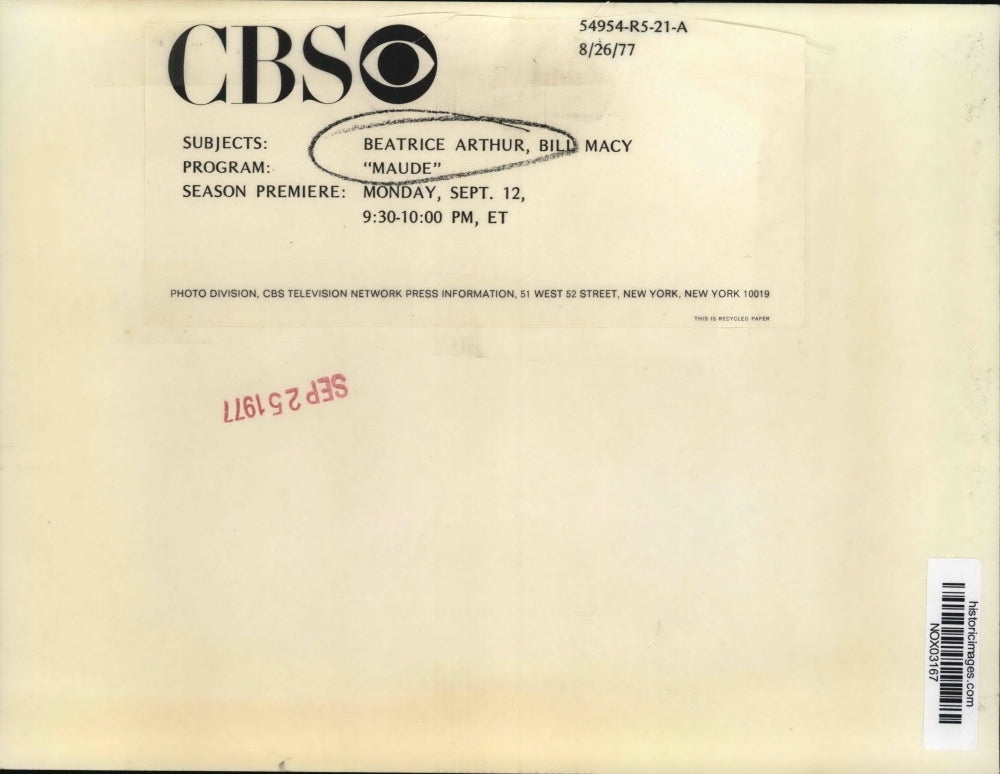 CBS
54954-R5-21-A
8/26/77
SUBJECTS: BEATRICE ARTHUR, BILL MACY
PROGRAM: “MAUDE”
SEASON PREMIERE: MONDAY, SEPT. 12,
9:30-10:00 PM, ET
PHOTO DIVISION, CBS TELEVISION NETWORK PRESS INFORMATION, 51 WEST 52 STREET, NEW YORK, NEW YORK 10019
THIS IS RECYCLED PAPER
SEP 25 1977
historicimages.com
NOX03167